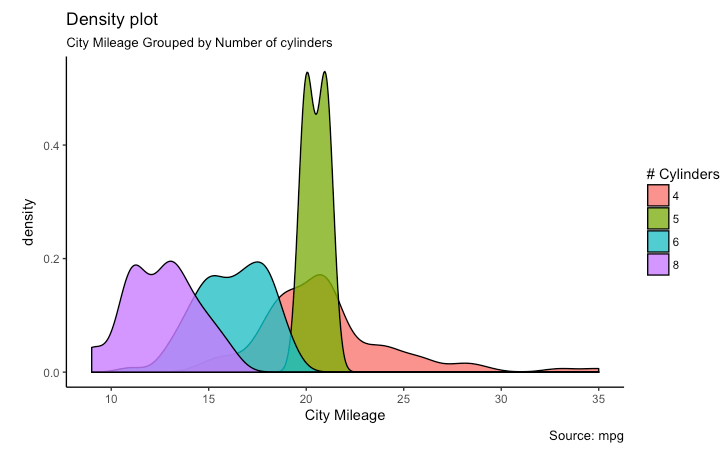 Density plot
City Mileage Grouped by Number of cylinders
density
0.4
0.2
0.0
10 15 20 25 30 35
City Mileage
Source: mpg
# Cylinders
4
5
6
8